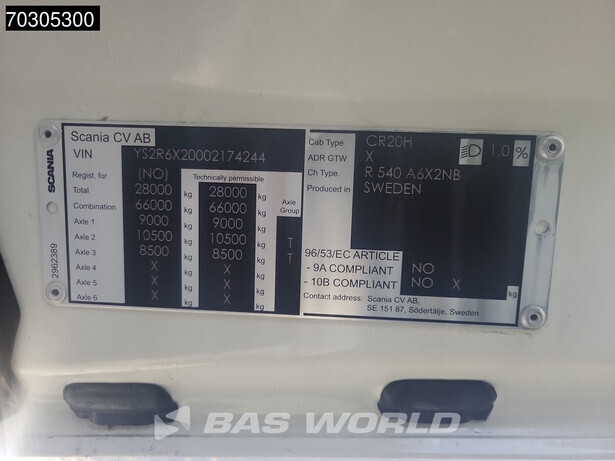 70305300
SCANIA
2962389
Scania CV AB
VIN YS2R6X20002174244
Regist. for (NO) Technically permissible
Total 28000 kg 28000 kg Axle Group
Combination 66000 kg 66000 kg
Axle 1 9000 kg 9000 kg
Axle 2 10500 kg 10500 kg T
Axle 3 8500 kg 8500 kg T
Axle 4 X kg X kg
Axle 5 X kg X kg
Axle 6 X kg X kg
Cab Type CR20H 1,0 %
ADR GTW X
Ch Type. R 540 A6X2NB
Produced in SWEDEN
96/53/EC ARTICLE
- 9A COMPLIANT NO
- 10B COMPLIANT NO X kg
Contact address: Scania CV AB,
SE 151 87, Södertälje, Sweden
BAS WORLD